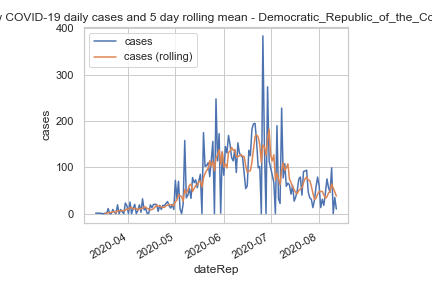 COVID-19 daily cases and 5 day rolling mean - Democratic_Republic_of_the_Co
400
cases
cases (rolling)
300
200
100
0
cases
2020-04
2020-05
2020-06
2020-07
2020-08
dateRep